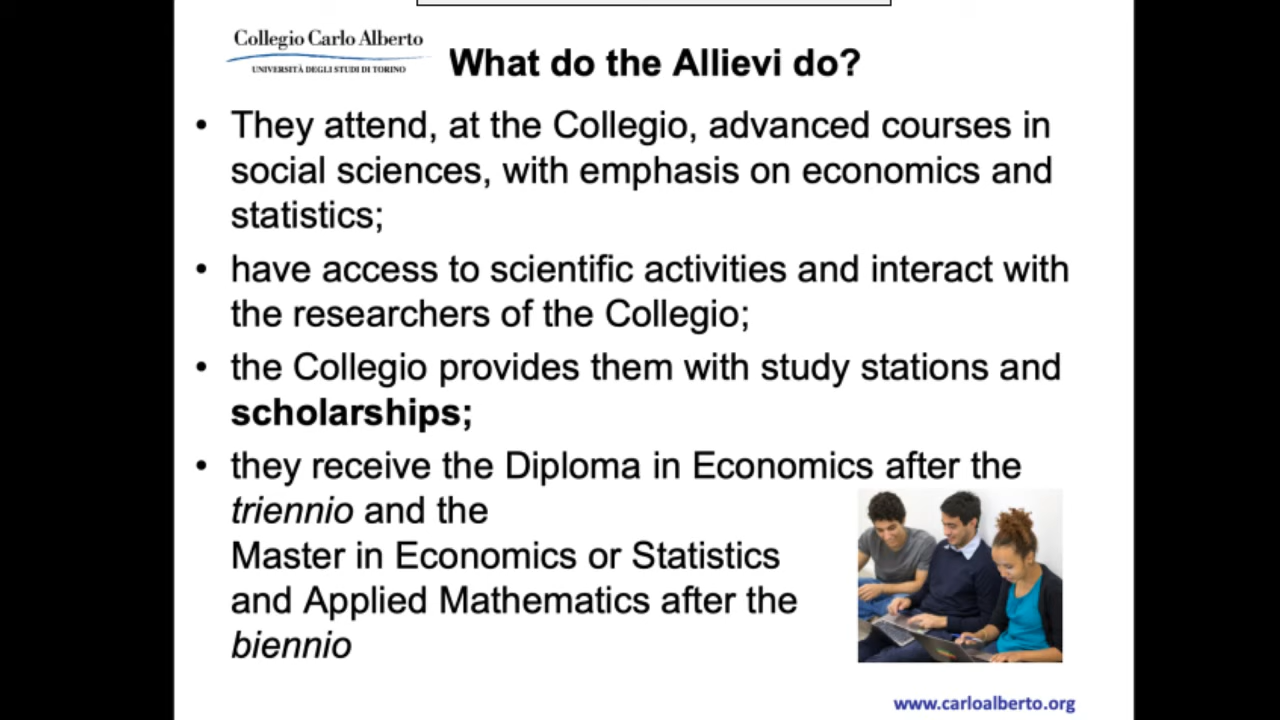 Collegio Carlo Alberto
UNIVERSITÀ DEGLI STUDI DI TORINO
What do the Allievi do?
• They attend, at the Collegio, advanced courses in
social sciences, with emphasis on economics and
statistics;
• have access to scientific activities and interact with
the researchers of the Collegio;
• the Collegio provides them with study stations and
scholarships;
• they receive the Diploma in Economics after the
triennio and the
Master in Economics or Statistics
and Applied Mathematics after the
biennio
www.carloalberto.org